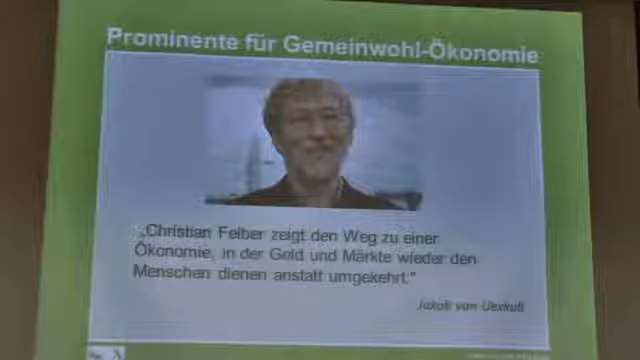 Prominente für Gemeinwohl-Ökonomie
„Christian Felber zeigt den Weg zu einer
Ökonomie, in der Geld und Märkte wieder den
Menschen dienen anstatt umgekehrt."
Jakob von Uexkull